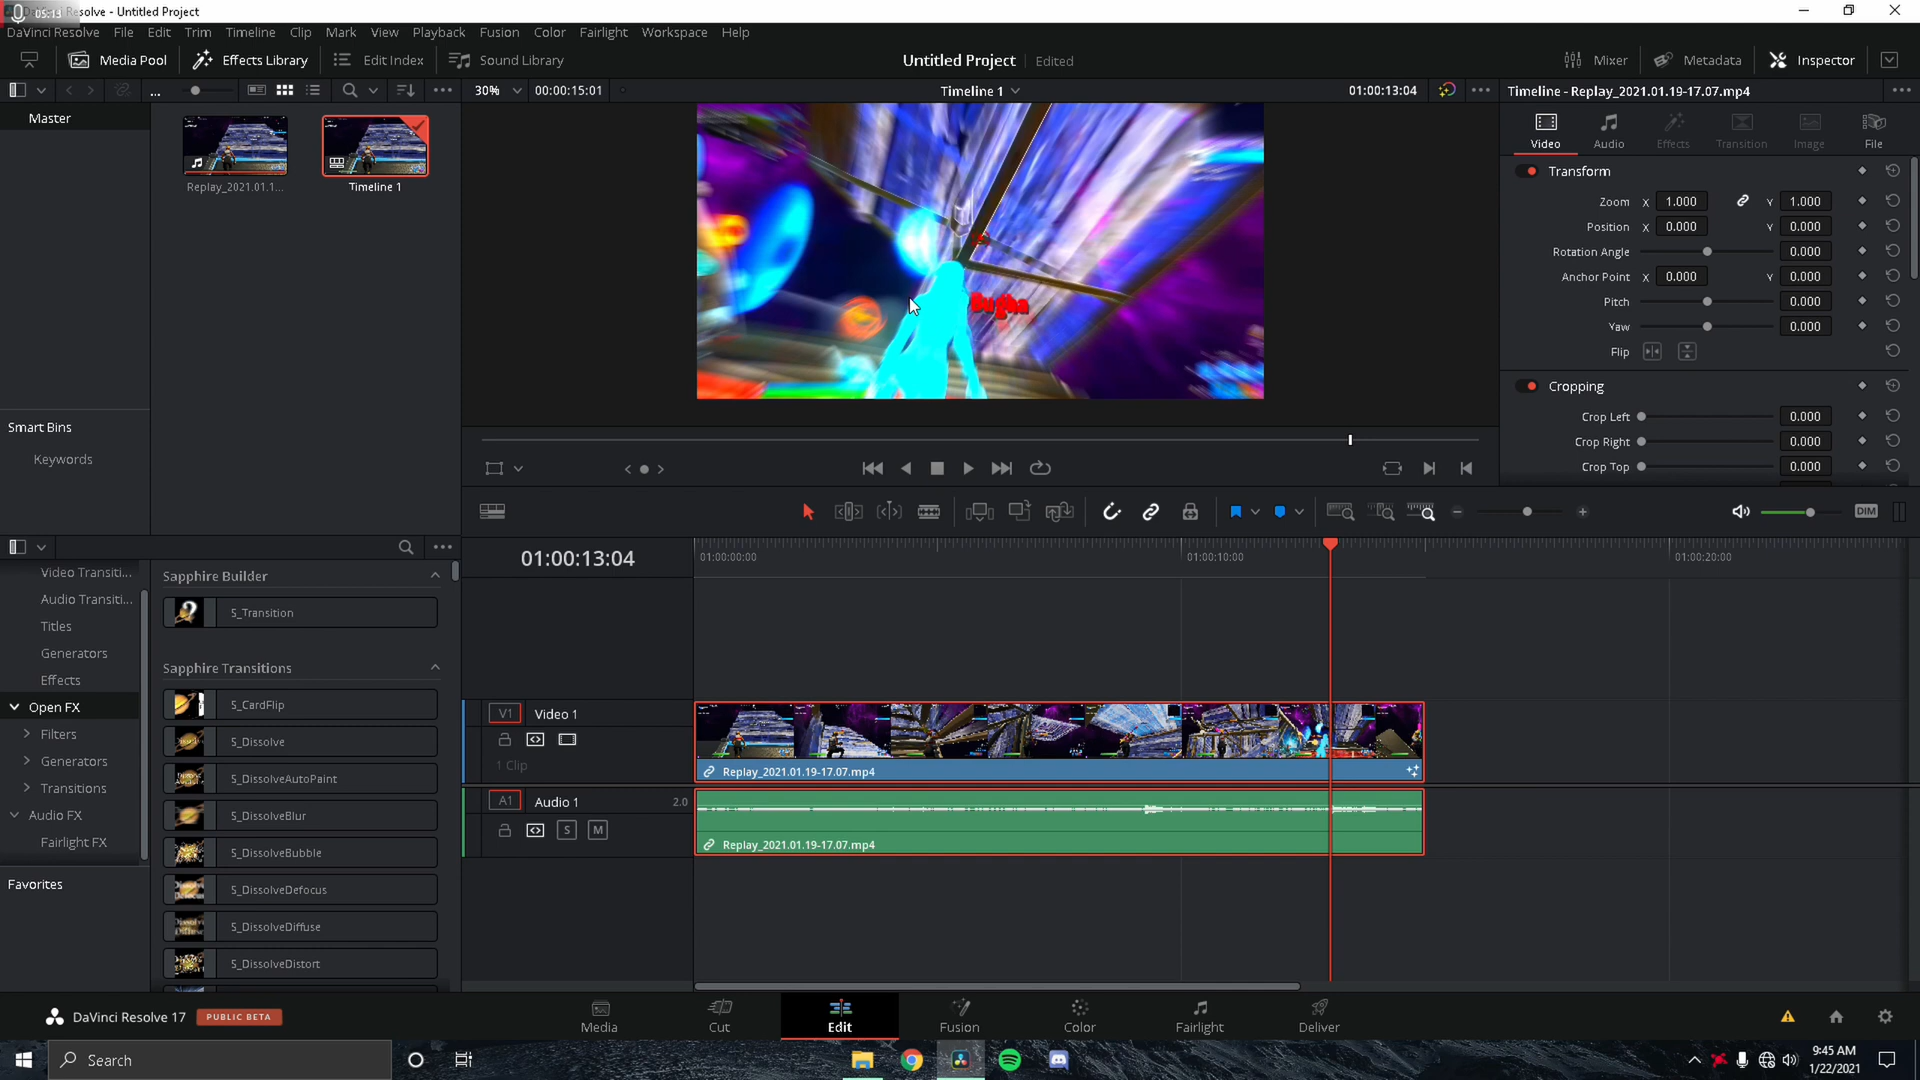 05:13
Resolve - Untitled Project
DaVinci Resolve File Edit Trim Timeline Clip Mark View Playback Fusion Color Fairlight Workspace Help
Media Pool Effects Library Edit Index Sound Library
Untitled Project Edited
Mixer Metadata Inspector
...
30% 00:00:15:01
Timeline 1
01:00:13:04
Timeline - Replay_2021.01.19-17.07.mp4
Master
Replay_2021.01.1...
Timeline 1
Bugha
Video Audio Effects Transition Image File
Transform
Zoom X 1.000 Y 1.000
Position X 0.000 Y 0.000
Rotation Angle 0.000
Anchor Point X 0.000 Y 0.000
Pitch 0.000
Yaw 0.000
Flip
Cropping
Crop Left 0.000
Crop Right 0.000
Crop Top 0.000
Smart Bins
Keywords
DIM
01:00:13:04
01:00:00:00
01:00:10:00
01:00:20:00
Video Transiti...
Audio Transiti...
Titles
Generators
Effects
Open FX
Filters
Generators
Transitions
Audio FX
Fairlight FX
Favorites
Sapphire Builder
S_Transition
Sapphire Transitions
S_CardFlip
S_Dissolve
S_DissolveAutoPaint
S_DissolveBlur
S_DissolveBubble
S_DissolveDefocus
S_DissolveDiffuse
S_DissolveDistort
V1 Video 1
1 Clip
Replay_2021.01.19-17.07.mp4
A1 Audio 1 2.0
S M
Replay_2021.01.19-17.07.mp4
DaVinci Resolve 17 PUBLIC BETA
Media Cut Edit Fusion Color Fairlight Deliver
Search
9:45 AM
1/22/2021